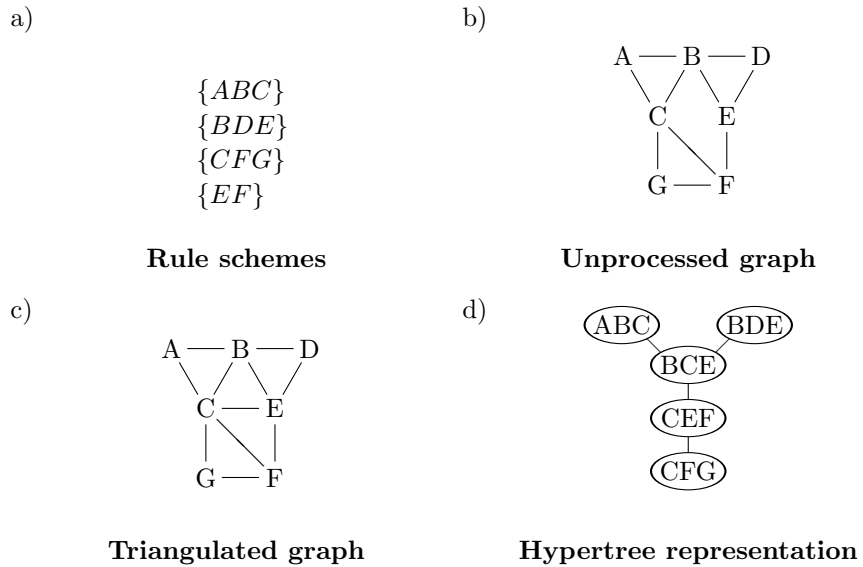 a)
{ABC}
{BDE}
{CFG}
{EF}
Rule schemes
b)
A B D
C E
G F
Unprocessed graph
c)
A B D
C E
G F
Triangulated graph
d)
ABC BDE
BCE
CEF
CFG
Hypertree representation